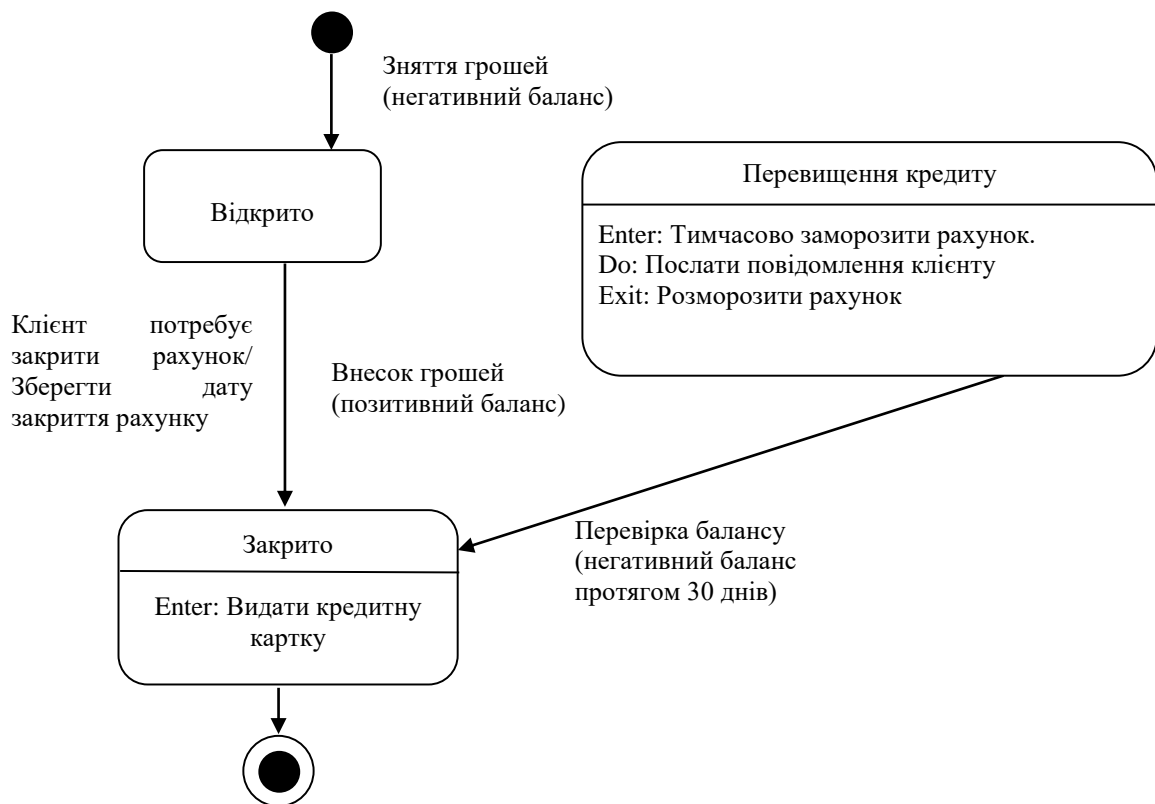 Зняття грошей
(негативний баланс)
Відкрито
Перевищення кредиту
Enter: Тимчасово заморозити рахунок.
Do: Послати повідомлення клієнту
Exit: Розморозити рахунок
Клієнт потребує
закрити рахунок/
Зберегти дату
закриття рахунку
Внесок грошей
(позитивний баланс)
Закрито
Enter: Видати кредитну
картку
Перевірка балансу
(негативний баланс
протягом 30 днів)